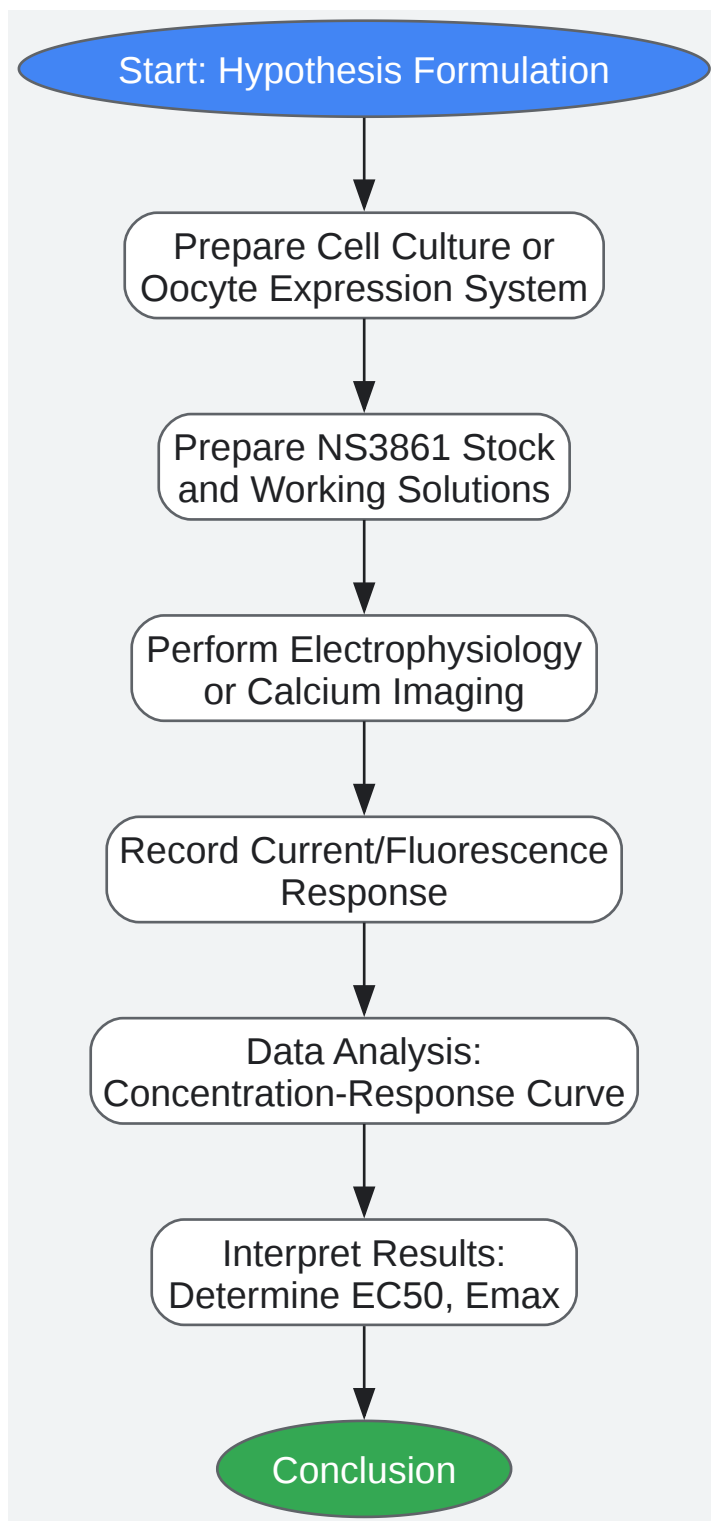 Start: Hypothesis Formulation
Prepare Cell Culture or
Oocyte Expression System
Prepare NS3861 Stock
and Working Solutions
Perform Electrophysiology
or Calcium Imaging
Record Current/Fluorescence
Response
Data Analysis:
Concentration-Response Curve
Interpret Results:
Determine EC50, Emax
Conclusion